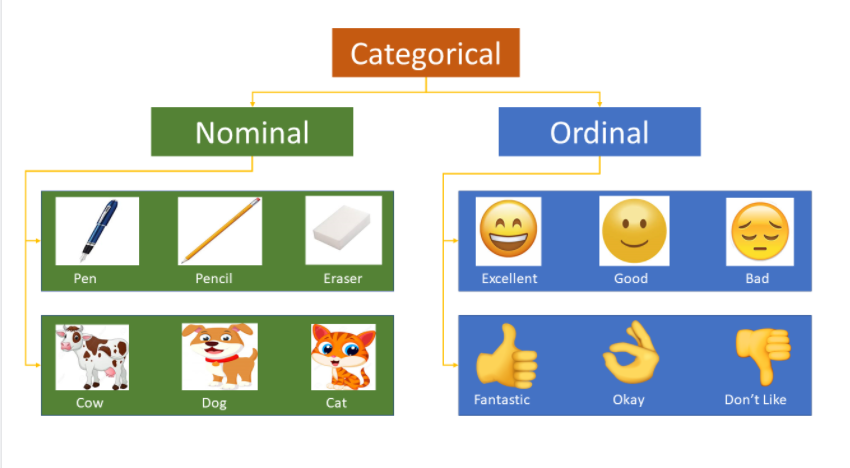 Categorical
Nominal
Ordinal
Pen Pencil Eraser
Excellent Good Bad
Cow Dog Cat
Fantastic Okay Don't Like